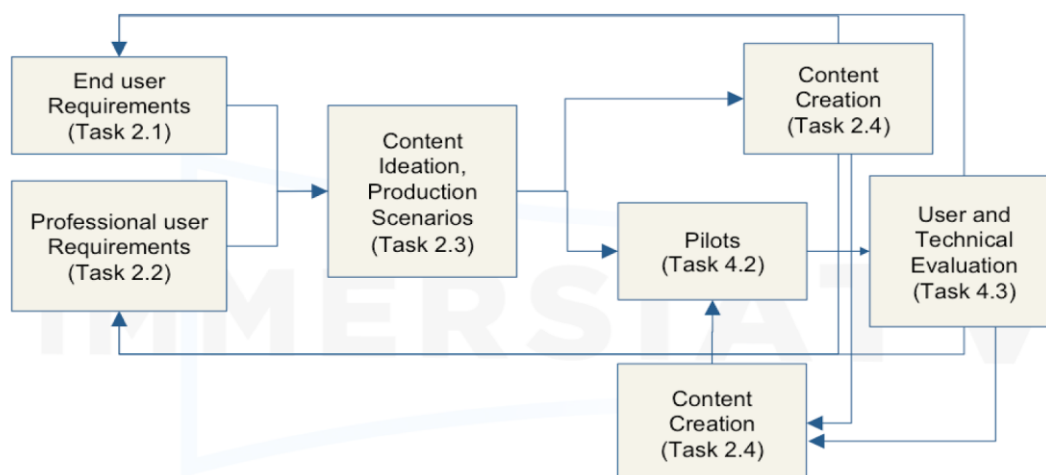 End user
Requirements
(Task 2.1)
Professional user
Requirements
(Task 2.2)
Content
Ideation,
Production
Scenarios
(Task 2.3)
Content
Creation
(Task 2.4)
Pilots
(Task 4.2)
User and
Technical
Evaluation
(Task 4.3)
Content
Creation
(Task 2.4)
IMMERSIATV